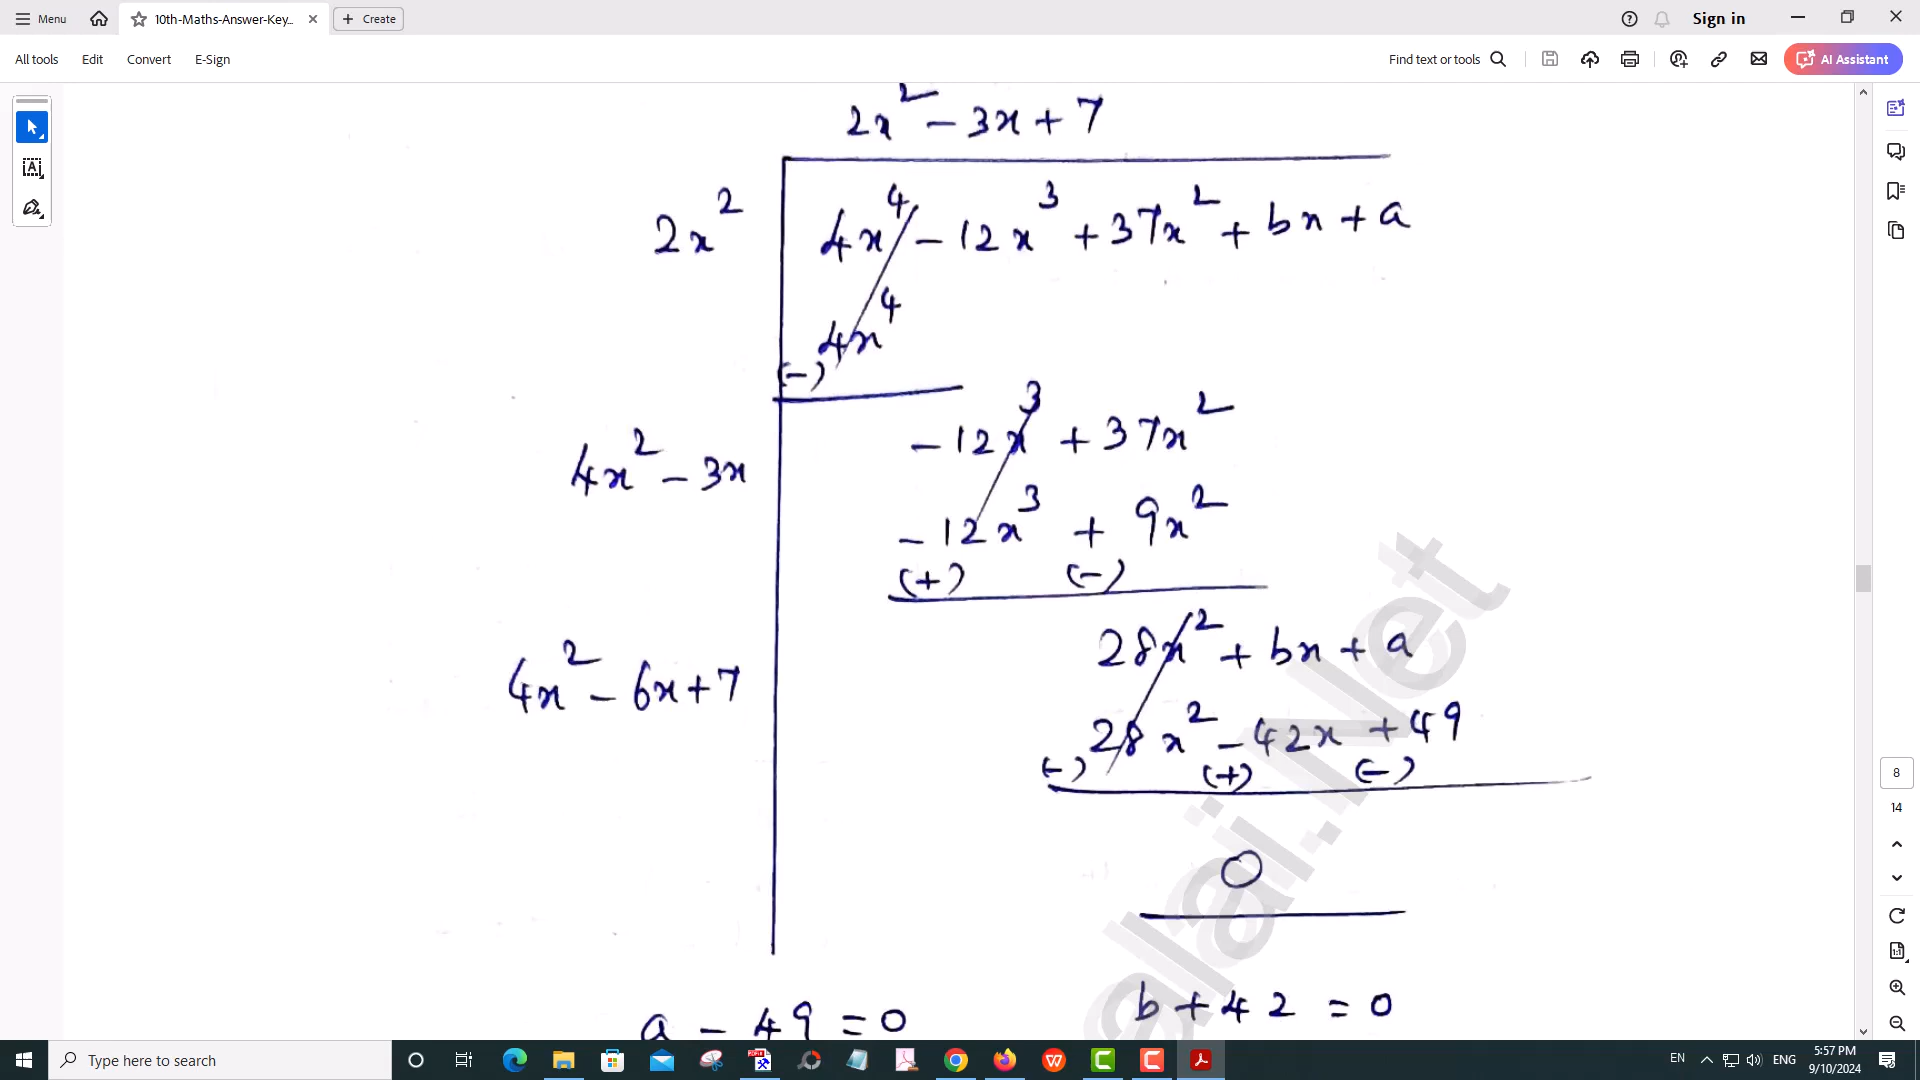 Menu
10th-Maths-Answer-Key...
Create
Sign in
All tools
Edit
Convert
E-Sign
Find text or tools
AI Assistant
2x² - 3x + 7
2x²
4x⁴ - 12x³ + 37x² + bx + a
4x⁴
(-)
-12x³ + 37x²
4x² - 3x
-12x³ + 9x²
(+) (-)
28x² + bx + a
4x² - 6x + 7
28x² - 42x + 49
(-) (+) (-)
0
b + 42 = 0
a - 49 = 0
alai.Net
8
14
Type here to search
EN
ENG
5:57 PM
9/10/2024